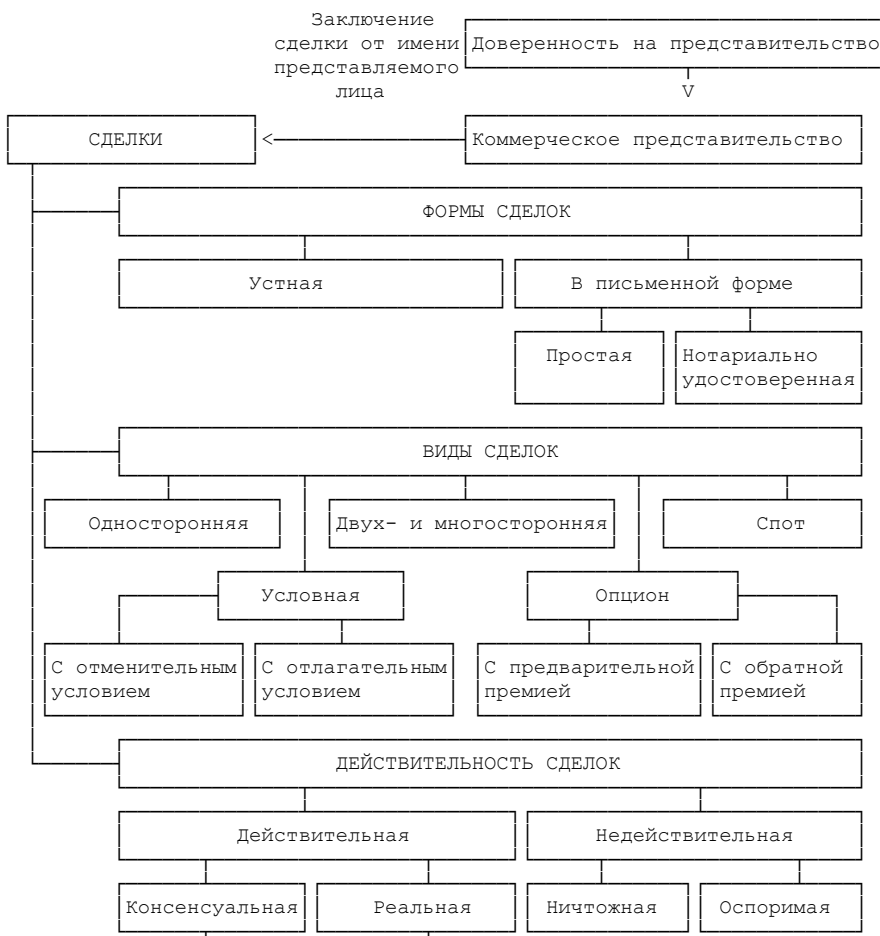 Заключение
сделки от имени
представляемого
лица
Доверенность на представительство
V
СДЕЛКИ
<
Коммерческое представительство
ФОРМЫ СДЕЛОК
Устная
В письменной форме
Простая
Нотариально
удостоверенная
ВИДЫ СДЕЛОК
Односторонняя
Двух- и многосторонняя
Спот
Условная
Опцион
С отменительным
условием
С отлагательным
условием
С предварительной
премией
С обратной
премией
ДЕЙСТВИТЕЛЬНОСТЬ СДЕЛОК
Действительная
Недействительная
Консенсуальная
Реальная
Ничтожная
Оспоримая